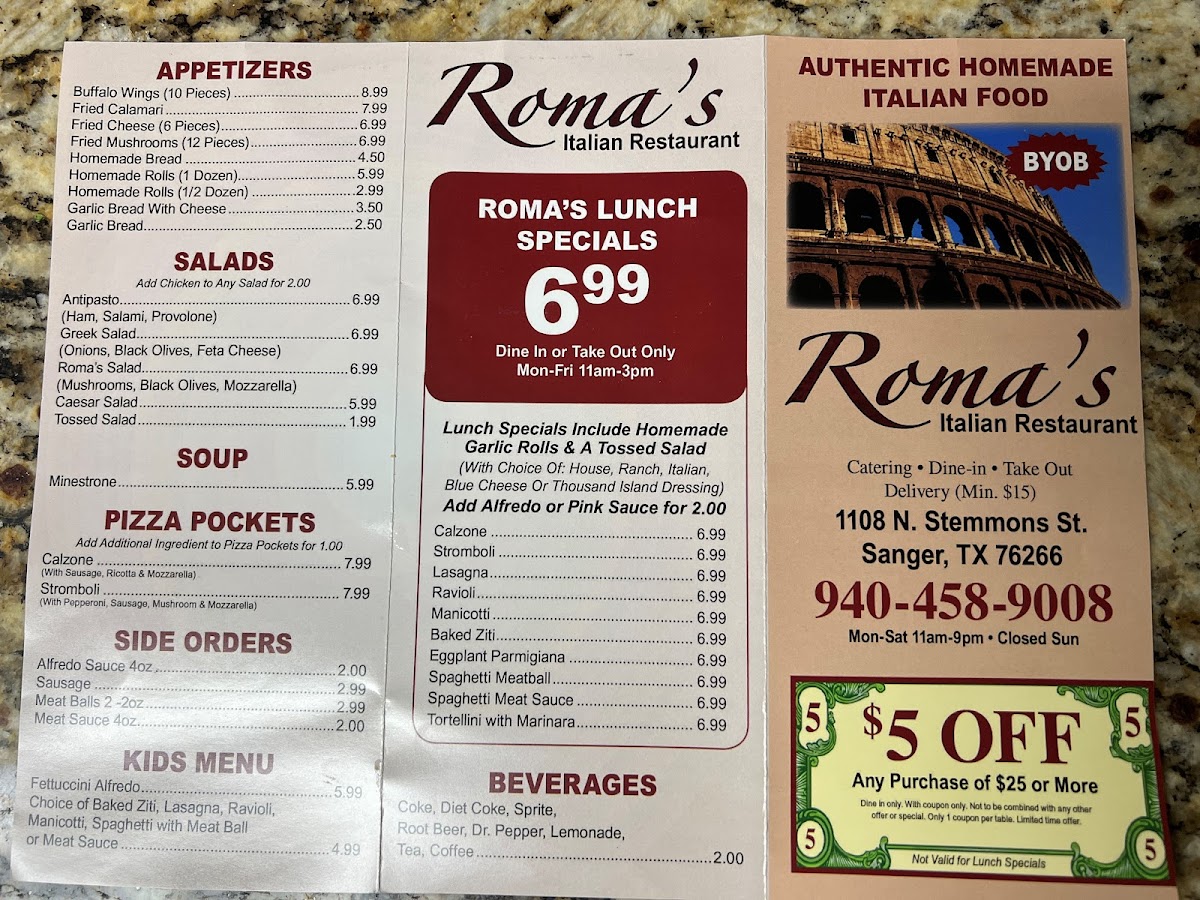 APPETIZERS
Buffalo Wings (10 Pieces) 8.99
Fried Calamari 7.99
Fried Cheese (6 Pieces) 6.99
Fried Mushrooms (12 Pieces) 6.99
Homemade Bread 4.50
Homemade Rolls (1 Dozen) 5.99
Homemade Rolls (1/2 Dozen) 2.99
Garlic Bread With Cheese 3.50
Garlic Bread 2.50
SALADS
Add Chicken to Any Salad for 2.00
Antipasto 6.99
(Ham, Salami, Provolone)
Greek Salad 6.99
(Onions, Black Olives, Feta Cheese)
Roma's Salad 6.99
(Mushrooms, Black Olives, Mozzarella)
Caesar Salad 5.99
Tossed Salad 1.99
SOUP
Minestrone 5.99
PIZZA POCKETS
Add Additional Ingredient to Pizza Pockets for 1.00
Calzone 7.99
(With Sausage, Ricotta & Mozzarella)
Stromboli 7.99
(With Pepperoni, Sausage, Mushroom & Mozzarella)
SIDE ORDERS
Alfredo Sauce 4oz 2.00
Sausage 2.99
Meat Balls 2 -2oz 2.99
Meat Sauce 4oz 2.00
KIDS MENU
Fettuccini Alfredo 5.99
Choice of Baked Ziti, Lasagna, Ravioli,
Manicotti, Spaghetti with Meat Ball
or Meat Sauce 4.99
Roma's
Italian Restaurant
ROMA'S LUNCH
SPECIALS
6.99
Dine In or Take Out Only
Mon-Fri 11am-3pm
Lunch Specials Include Homemade
Garlic Rolls & A Tossed Salad
(With Choice Of: House, Ranch, Italian,
Blue Cheese Or Thousand Island Dressing)
Add Alfredo or Pink Sauce for 2.00
Calzone 6.99
Stromboli 6.99
Lasagna 6.99
Ravioli 6.99
Manicotti 6.99
Baked Ziti 6.99
Eggplant Parmigiana 6.99
Spaghetti Meatball 6.99
Spaghetti Meat Sauce 6.99
Tortellini with Marinara 6.99
BEVERAGES
Coke, Diet Coke, Sprite,
Root Beer, Dr. Pepper, Lemonade,
Tea, Coffee 2.00
AUTHENTIC HOMEMADE
ITALIAN FOOD
BYOB
Roma's
Italian Restaurant
Catering • Dine-in • Take Out
Delivery (Min. $15)
1108 N. Stemmons St.
Sanger, TX 76266
940-458-9008
Mon-Sat 11am-9pm • Closed Sun
5 $5 OFF 5
Any Purchase of $25 or More
Dine in only. With coupon only. Not to be combined with any other
offer or special. Only 1 coupon per table. Limited time offer.
5 Not Valid for Lunch Specials 5